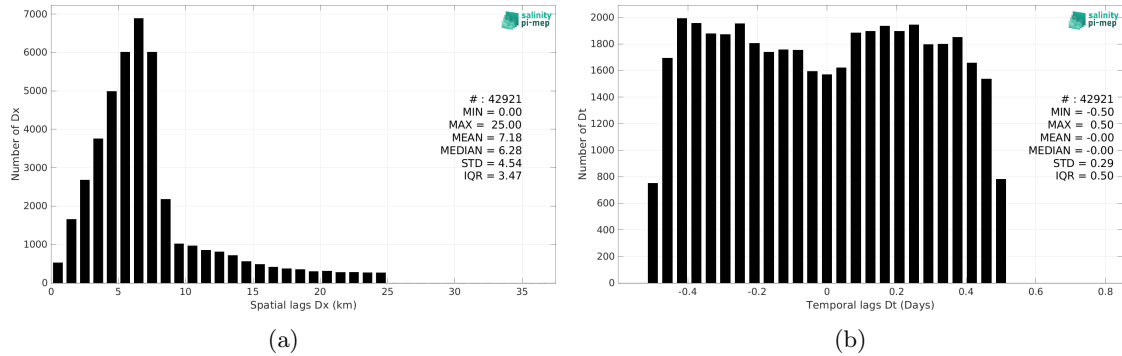 7000
6000
5000
4000
3000
2000
1000
0
Number of Dx
salinity
pi-mep
# : 42921
MIN = 0.00
MAX = 25.00
MEAN = 7.18
MEDIAN = 6.28
STD = 4.54
IQR = 3.47
0 5 10 15 20 25 30 35
Spatial lags Dx (km)
(a)
2000
1800
1600
1400
1200
1000
800
600
400
200
0
Number of Dt
salinity
pi-mep
# : 42921
MIN = -0.50
MAX = 0.50
MEAN = -0.00
MEDIAN = -0.00
STD = 0.29
IQR = 0.50
-0.4 -0.2 0 0.2 0.4 0.6 0.8
Temporal lags Dt (Days)
(b)